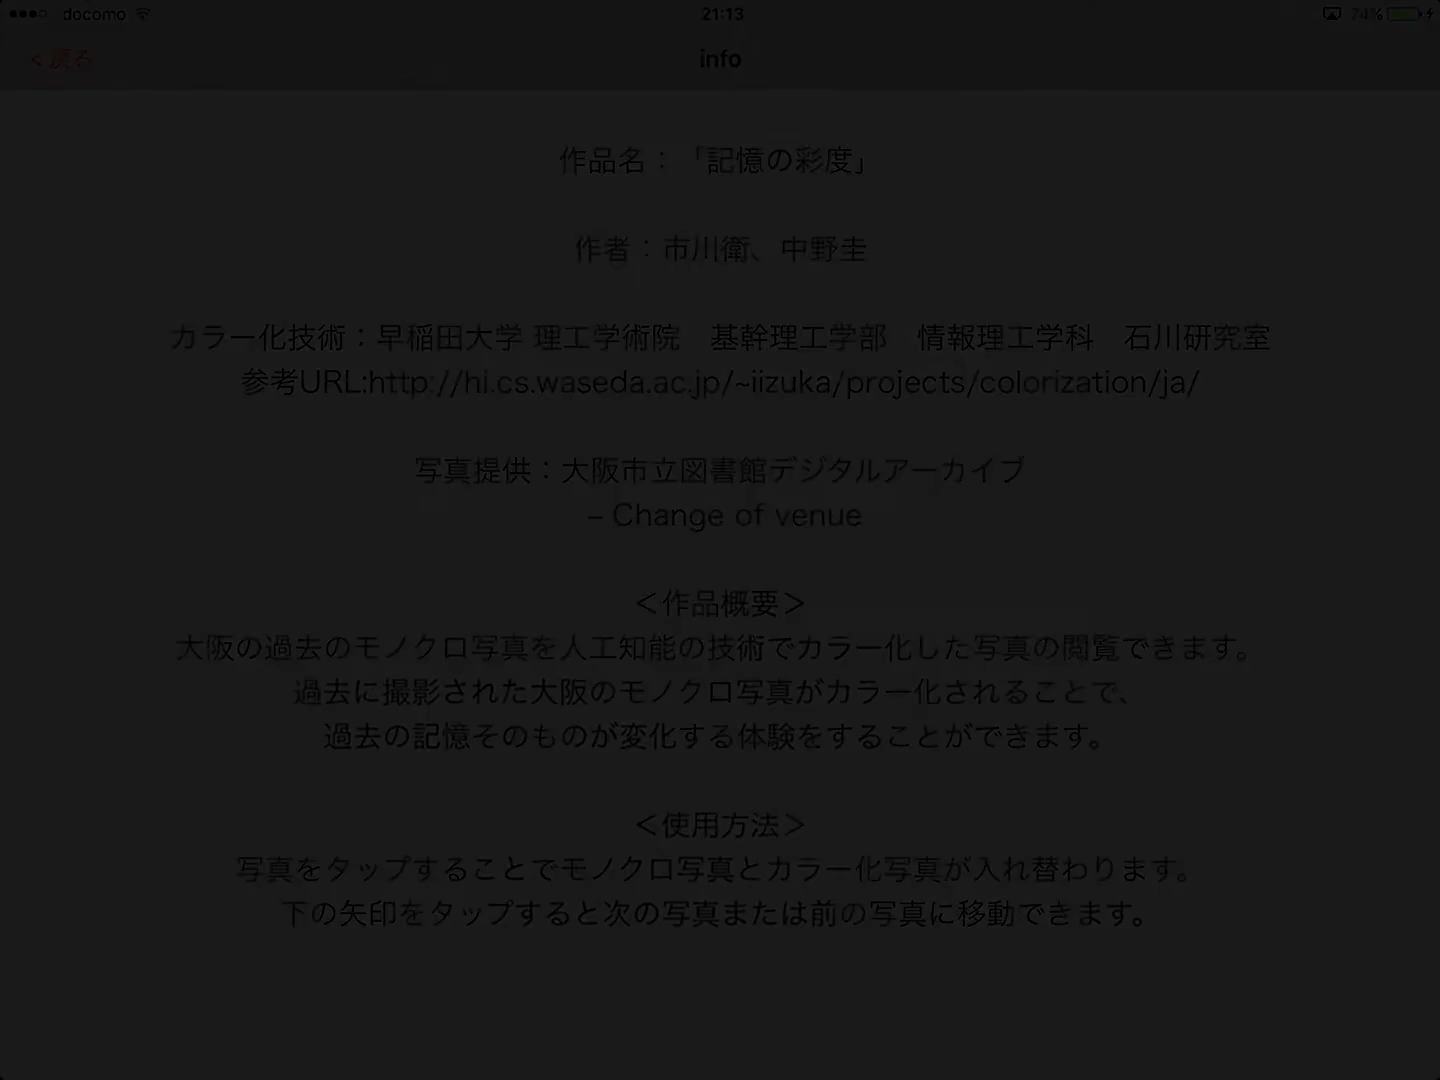 docomo 21:13 74%
< 戻る info
作品名：「記憶の彩度」
作者：市川衛、中野圭
カラー化技術：早稲田大学 理工学術院　基幹理工学部　情報理工学科　石川研究室
参考URL:http://hi.cs.waseda.ac.jp/~iizuka/projects/colorization/ja/
写真提供：大阪市立図書館デジタルアーカイブ
– Change of venue
＜作品概要＞
大阪の過去のモノクロ写真を人工知能の技術でカラー化した写真の閲覧できます。
過去に撮影された大阪のモノクロ写真がカラー化されることで、
過去の記憶そのものが変化する体験をすることができます。
＜使用方法＞
写真をタップすることでモノクロ写真とカラー化写真が入れ替わります。
下の矢印をタップすると次の写真または前の写真に移動できます。